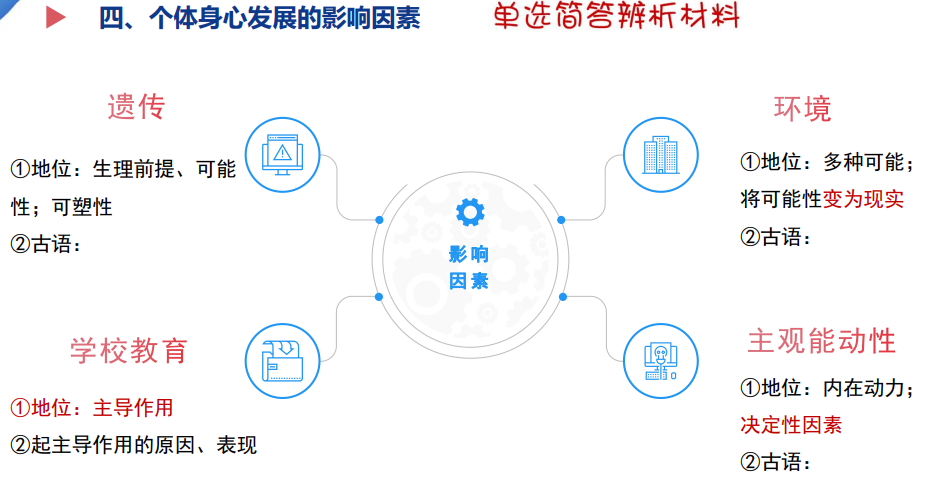 四、个体身心发展的影响因素
单选简答辨析材料
遗传
①地位：生理前提、可能
性；可塑性
②古语：
环境
①地位：多种可能；
将可能性变为现实
②古语：
影响
因素
学校教育
①地位：主导作用
②起主导作用的原因、表现
主观能动性
①地位：内在动力；
决定性因素
②古语：